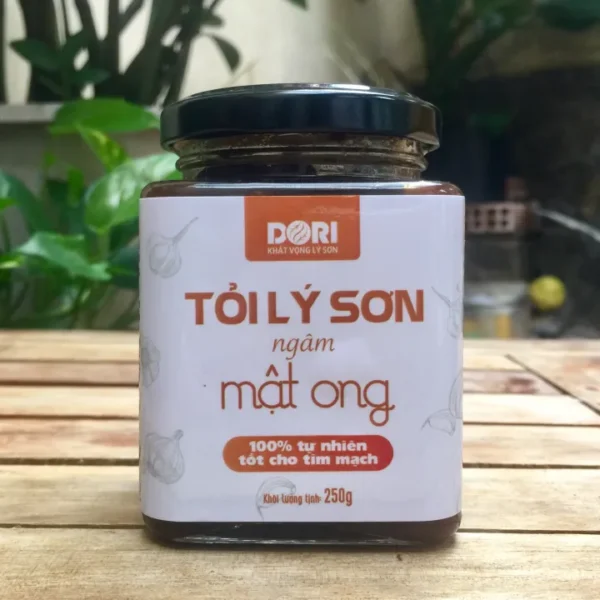 DORI
KHÁT VỌNG LÝ SƠN
TỎI LÝ SƠN
ngâm
mật ong
100% tự nhiên
tốt cho tim mạch
Khối lượng tịnh 250g